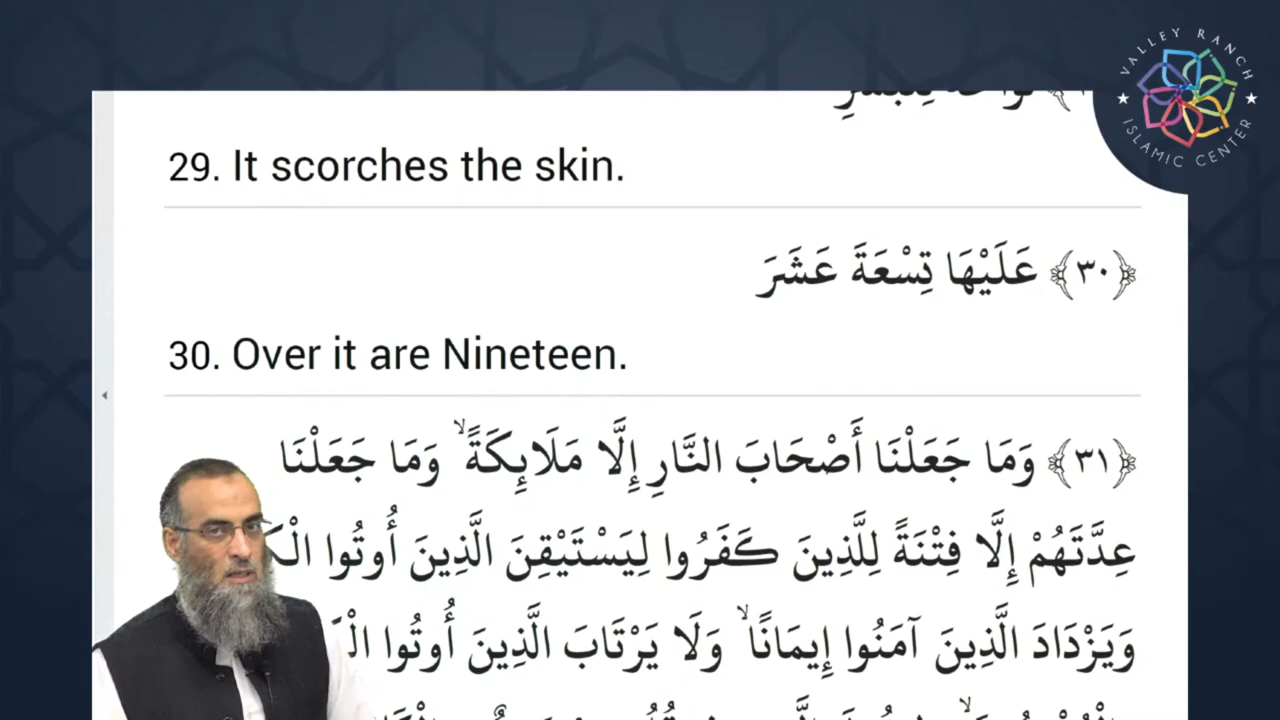 VALLEY RANCH
ISLAMIC CENTER
29. It scorches the skin.
﴿٣٠﴾ عَلَيْهَا تِسْعَةَ عَشَرَ
30. Over it are Nineteen.
﴿٣١﴾ وَمَا جَعَلْنَا أَصْحَابَ النَّارِ إِلَّا مَلَائِكَةً ۙ وَمَا جَعَلْنَا
عِدَّتَهُمْ إِلَّا فِتْنَةً لِلَّذِينَ كَفَرُوا لِيَسْتَيْقِنَ الَّذِينَ أُوتُوا
وَيَزْدَادَ الَّذِينَ آمَنُوا إِيمَانًا ۙ وَلَا يَرْتَابَ الَّذِينَ أُوتُوا